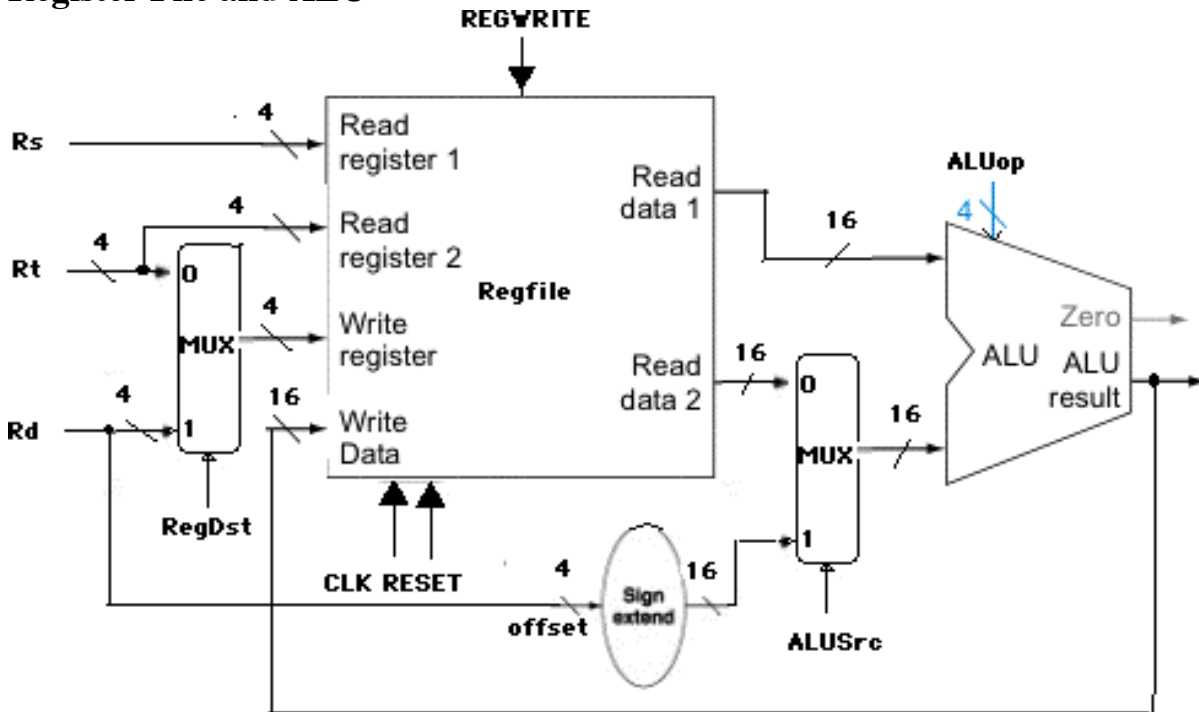 Register File and ALU
REGWRITE
4
Rs
Read
register 1
ALUop
4
Read
data 1
16
4
Read
register 2
4
Rt
0
Regfile
4
MUX
Write
register
Zero
16
Read
data 2
0
ALU
ALU
result
4
16
Rd
1
Write
Data
16
MUX
RegDst
1
CLK RESET
4
16
Sign
extend
offset
ALUSrc